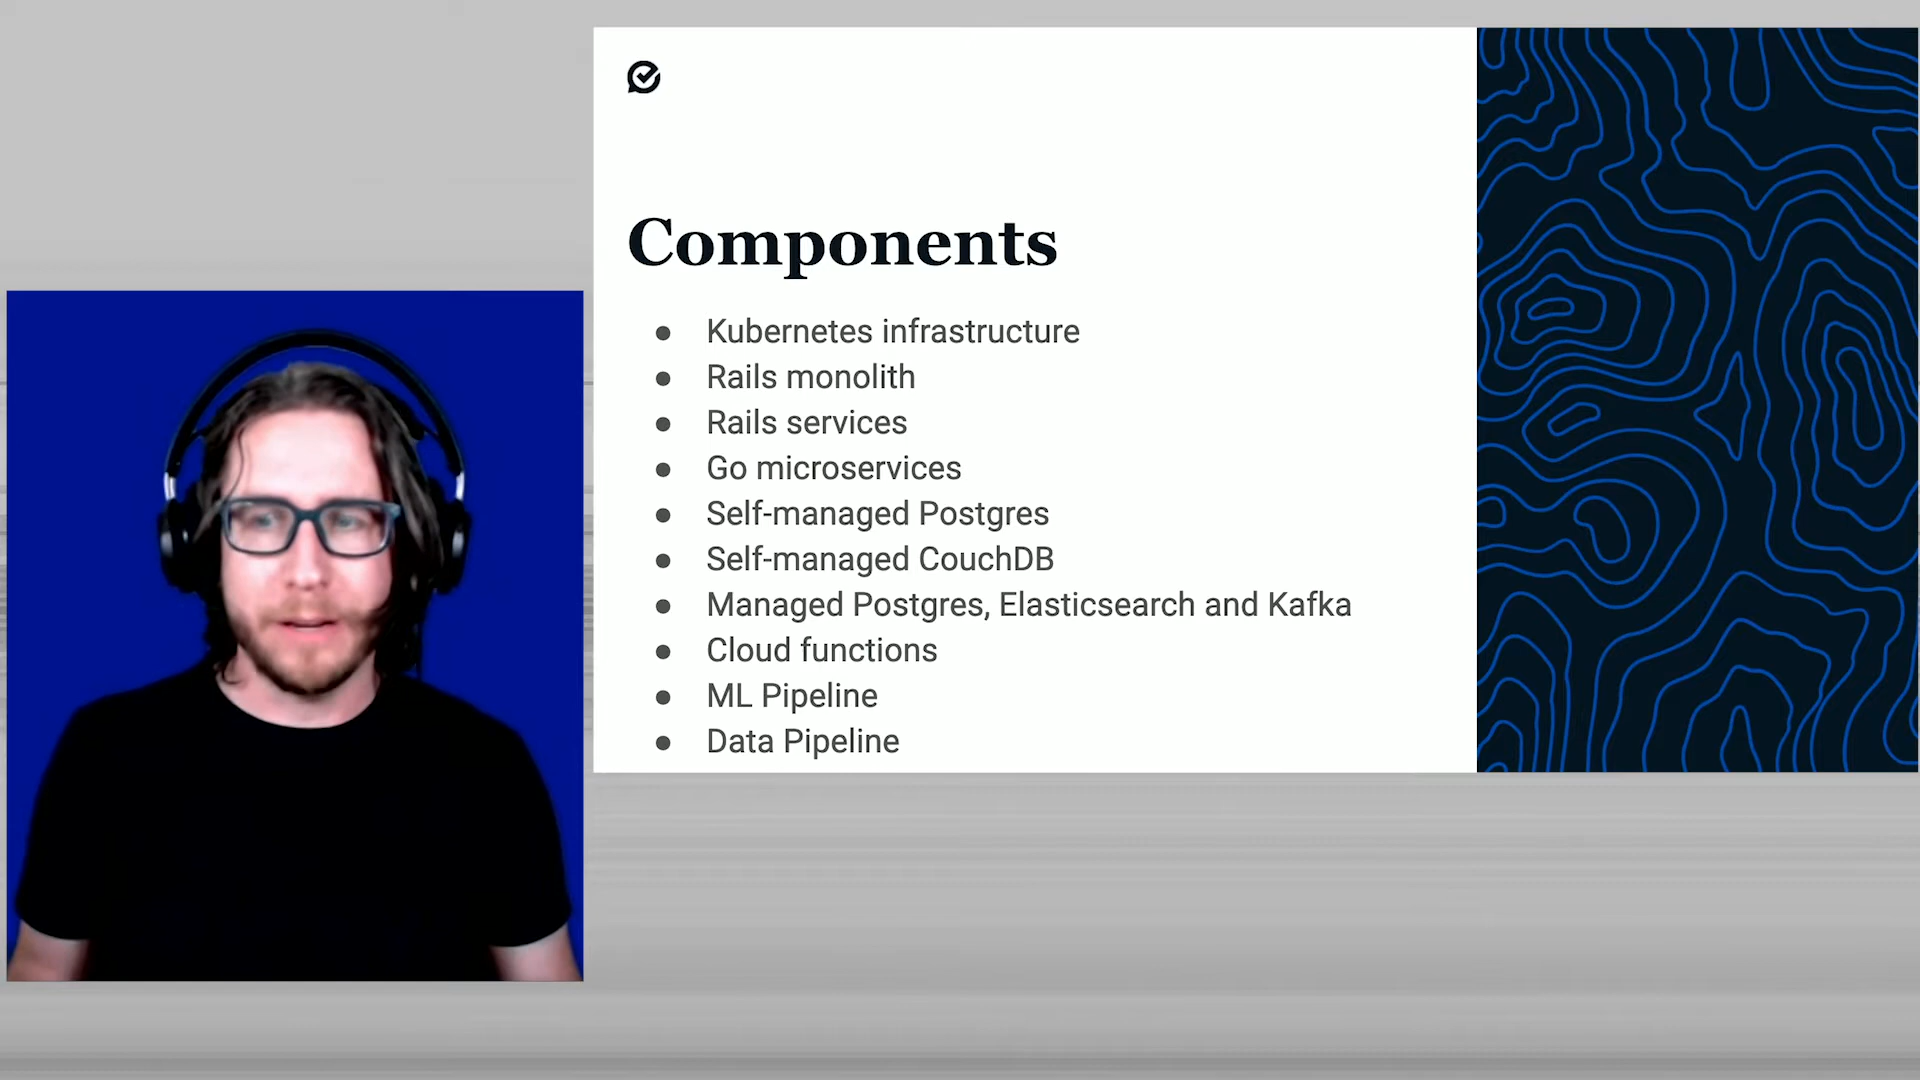 Components
● Kubernetes infrastructure
● Rails monolith
● Rails services
● Go microservices
● Self-managed Postgres
● Self-managed CouchDB
● Managed Postgres, Elasticsearch and Kafka
● Cloud functions
● ML Pipeline
● Data Pipeline